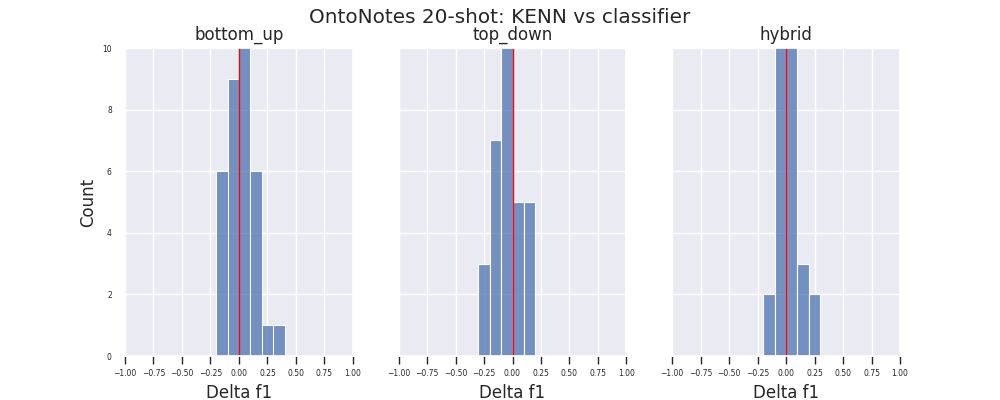 OntoNotes 20-shot: KENN vs classifier
bottom_up
top_down
hybrid
Count
10
8
6
4
2
0
−1.00 −0.75 −0.50 −0.25 0.00 0.25 0.50 0.75 1.00
−1.00 −0.75 −0.50 −0.25 0.00 0.25 0.50 0.75 1.00
−1.00 −0.75 −0.50 −0.25 0.00 0.25 0.50 0.75 1.00
Delta f1
Delta f1
Delta f1